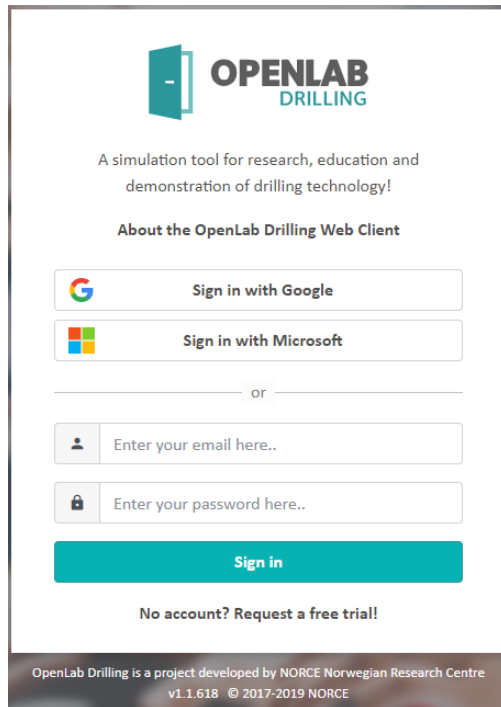 OPENLAB
DRILLING
A simulation tool for research, education and
demonstration of drilling technology!
About the OpenLab Drilling Web Client
Sign in with Google
Sign in with Microsoft
or
Enter your email here..
Enter your password here..
Sign in
No account? Request a free trial!
OpenLab Drilling is a project developed by NORCE Norwegian Research Centre
v1.1.618 © 2017-2019 NORCE